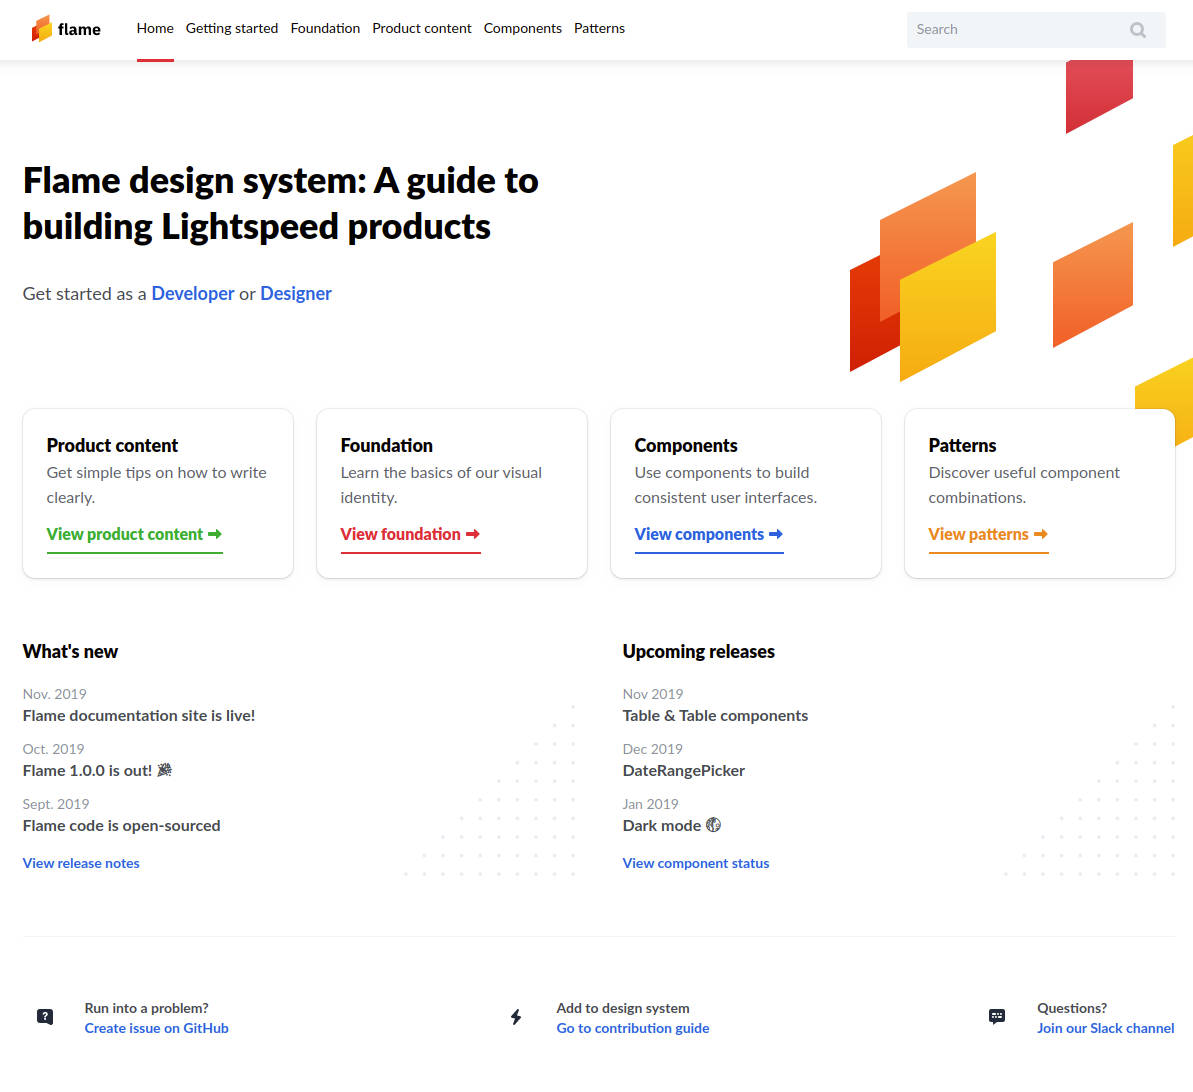 flame
Home Getting started Foundation Product content Components Patterns
Search
Flame design system: A guide to
building Lightspeed products
Get started as a Developer or Designer
Product content
Get simple tips on how to write
clearly.
View product content
Foundation
Learn the basics of our visual
identity.
View foundation
Components
Use components to build
consistent user interfaces.
View components
Patterns
Discover useful component
combinations.
View patterns
What's new
Nov. 2019
Flame documentation site is live!
Oct. 2019
Flame 1.0.0 is out! 🎉
Sept. 2019
Flame code is open-sourced
View release notes
Upcoming releases
Nov 2019
Table & Table components
Dec 2019
DateRangePicker
Jan 2019
Dark mode
View component status
Run into a problem?
Create issue on GitHub
Add to design system
Go to contribution guide
Questions?
Join our Slack channel